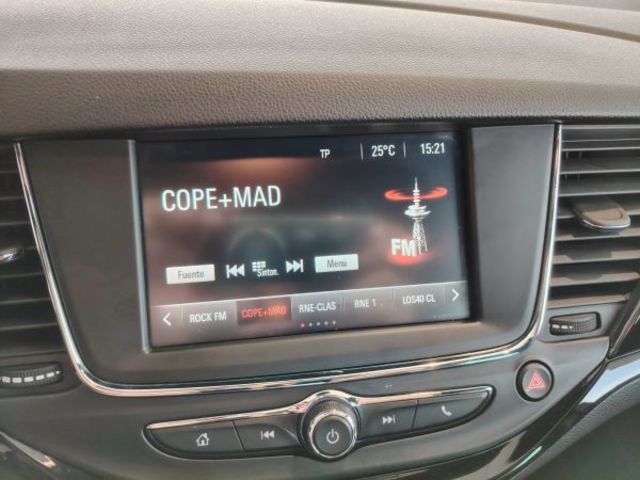 TP 25°C 15:21
COPE+MAD
FM
Fuente Sinton. Menú
ROCK FM COPE+MAD RNE-CLAS RNE 1 LOS40 CL